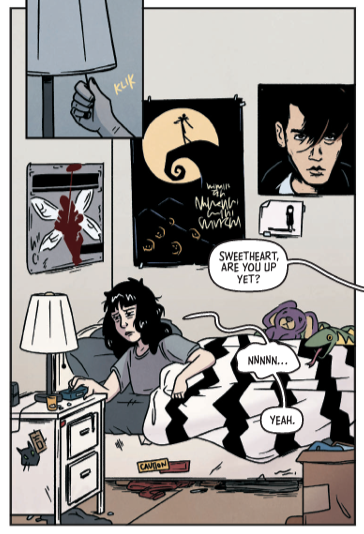 KLIK
SWEETHEART,
ARE YOU UP
YET?
NNNNN...
YEAH.
CAUTION